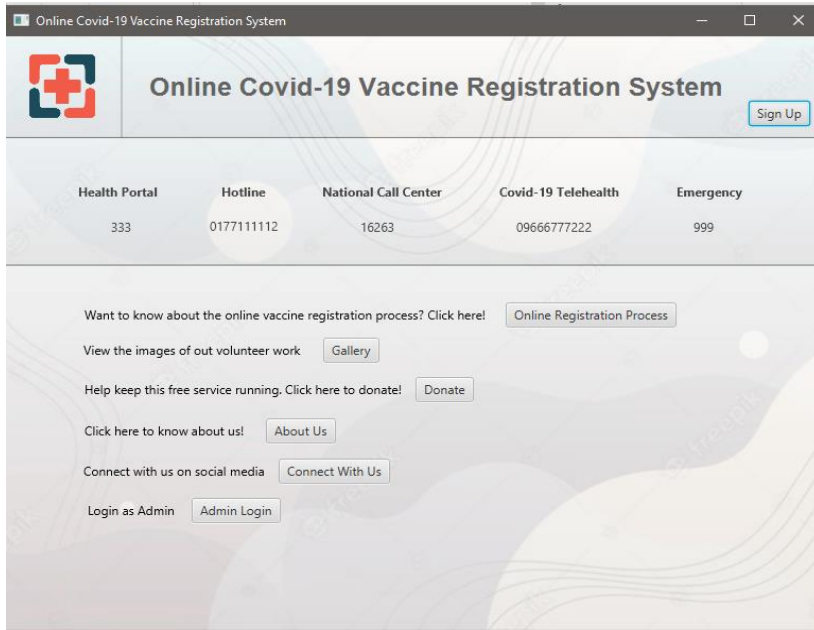 Online Covid-19 Vaccine Registration System
Online Covid-19 Vaccine Registration System
Sign Up
Health Portal Hotline National Call Center Covid-19 Telehealth Emergency
333 0177111112 16263 09666777222 999
Want to know about the online vaccine registration process? Click here! Online Registration Process
View the images of out volunteer work Gallery
Help keep this free service running. Click here to donate! Donate
Click here to know about us! About Us
Connect with us on social media Connect With Us
Login as Admin Admin Login
freepik
freepik